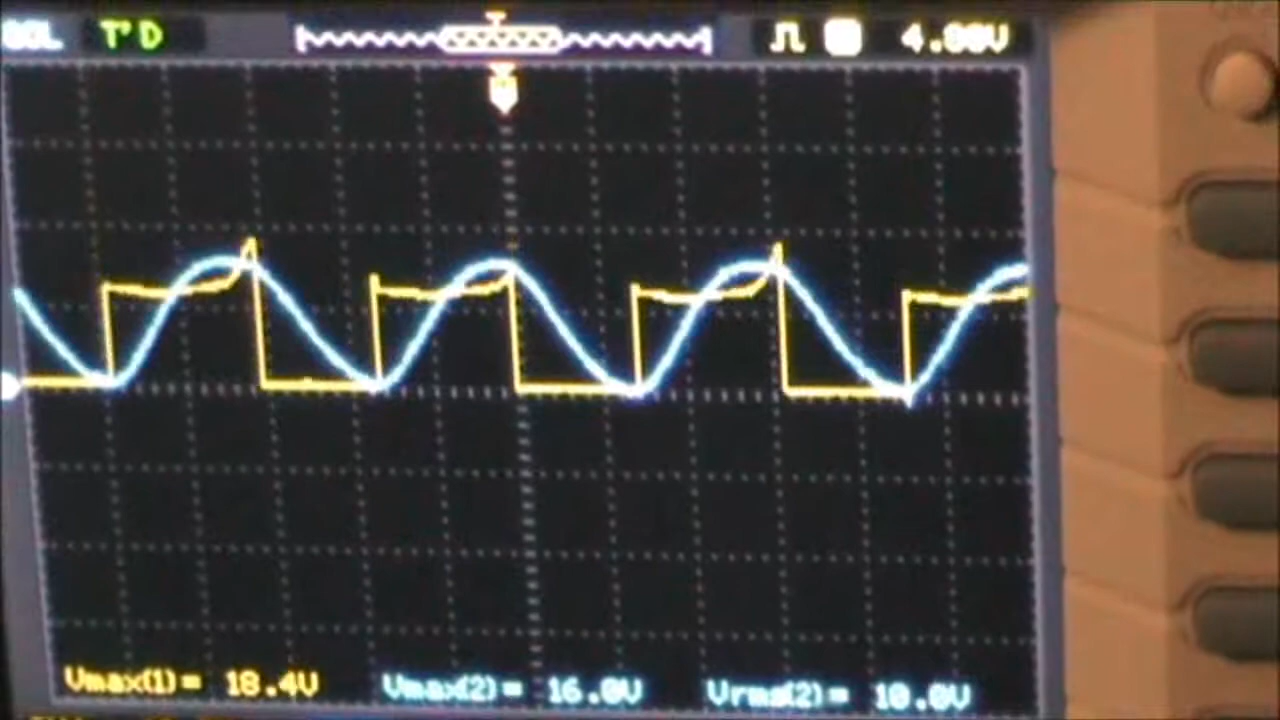 T'D 4.00V
Vmax(1)= 18.4V Vmax(2)= 16.0V Vrms(2)= 10.0V